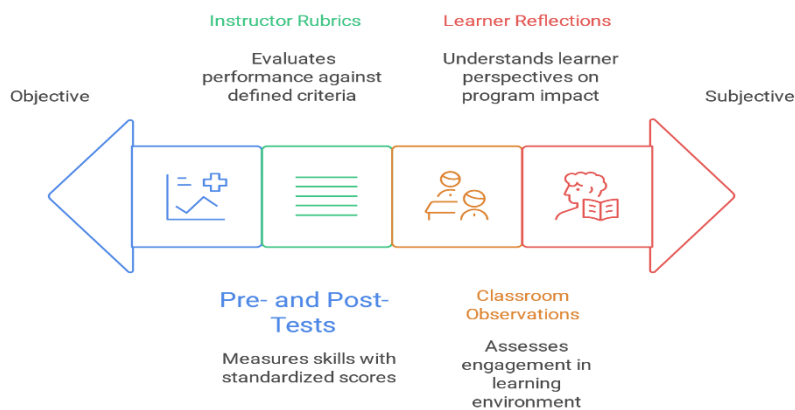 Instructor Rubrics
Evaluates
performance against
defined criteria
Learner Reflections
Understands learner
perspectives on
program impact
Objective
Subjective
Pre- and Post-
Tests
Measures skills with
standardized scores
Classroom
Observations
Assesses
engagement in
learning
environment